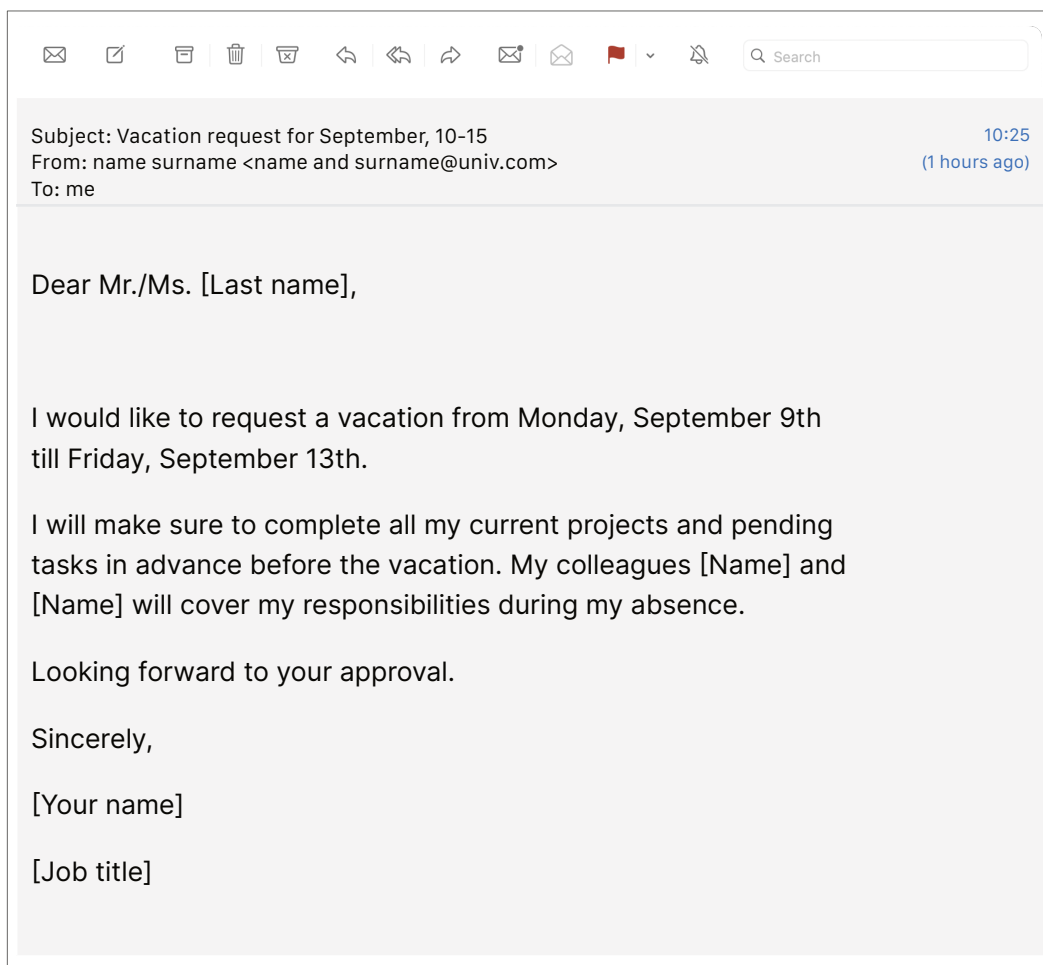 Search
Subject: Vacation request for September, 10-15
10:25
From: name surname <name and surname@univ.com>
(1 hours ago)
To: me
Dear Mr./Ms. [Last name],
I would like to request a vacation from Monday, September 9th
till Friday, September 13th.
I will make sure to complete all my current projects and pending
tasks in advance before the vacation. My colleagues [Name] and
[Name] will cover my responsibilities during my absence.
Looking forward to your approval.
Sincerely,
[Your name]
[Job title]